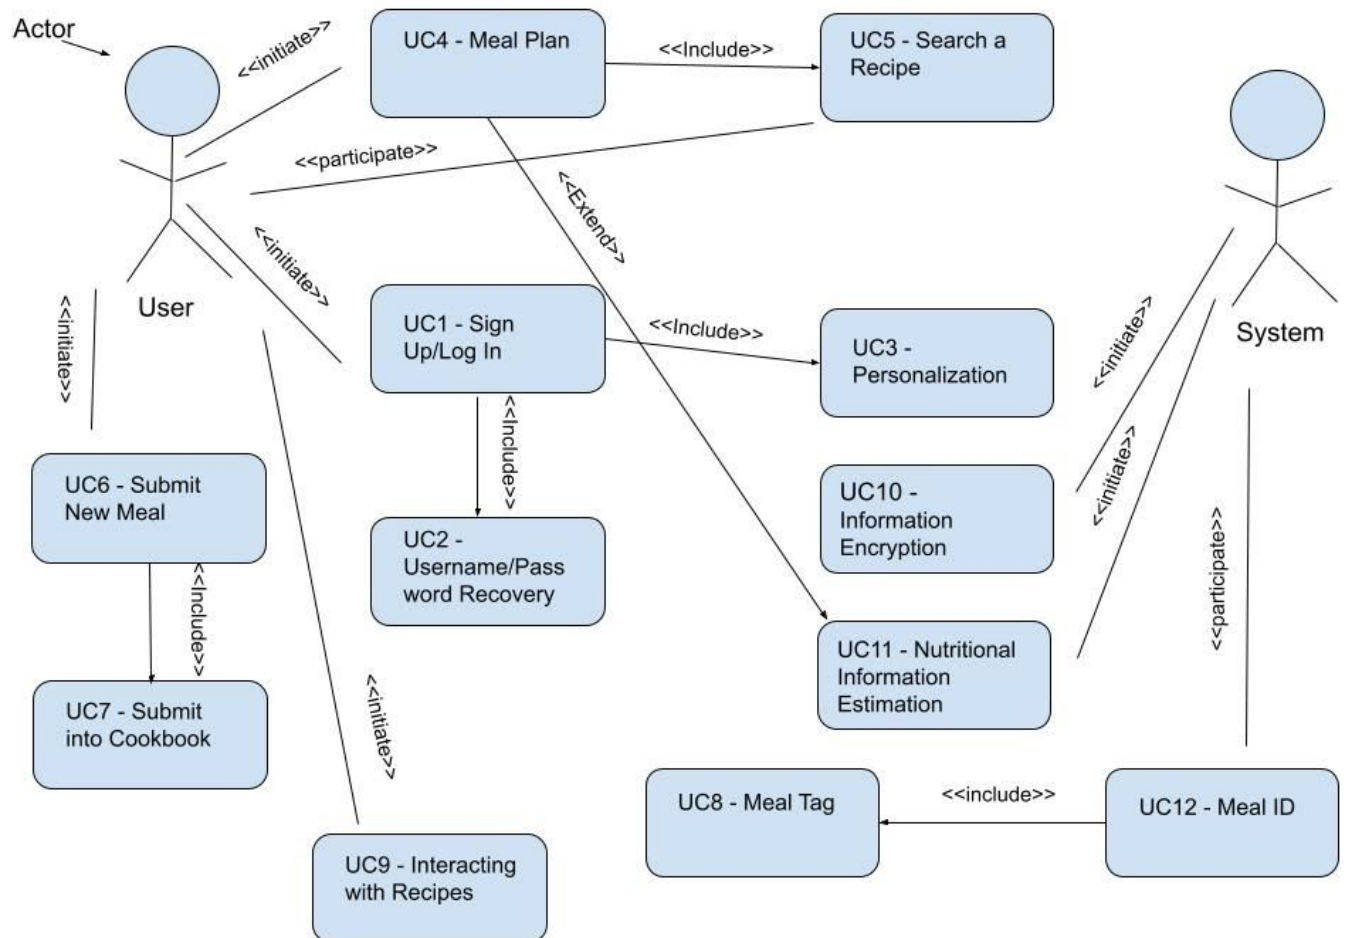 Actor
<<initiate>>
UC4 - Meal Plan
<<Include>>
UC5 - Search a
Recipe
<<participate>>
<<Extend>>
<<initiate>>
User
<<initiate>>
UC1 - Sign
Up/Log In
<<Include>>
UC3 -
Personalization
System
<<initiate>>
<<Include>>
<<initiate>>
UC6 - Submit
New Meal
UC10 -
Information
Encryption
UC2 -
Username/Pass
word Recovery
<<participate>>
<<Include>>
UC11 - Nutritional
Information
Estimation
UC7 - Submit
into Cookbook
<<initiate>>
UC8 - Meal Tag
<<include>>
UC12 - Meal ID
UC9 - Interacting
with Recipes